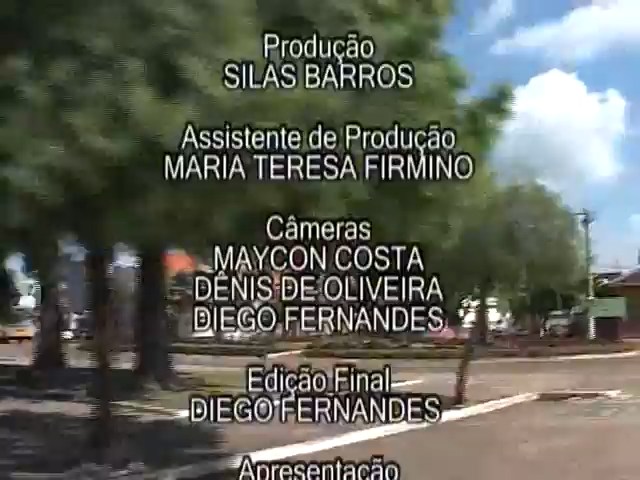 Produção
SILAS BARROS
Assistente de Produção
MARIA TERESA FIRMINO
Câmeras
MAYCON COSTA
DÊNIS DE OLIVEIRA
DIEGO FERNANDES
Edição Final
DIEGO FERNANDES
Apresentação